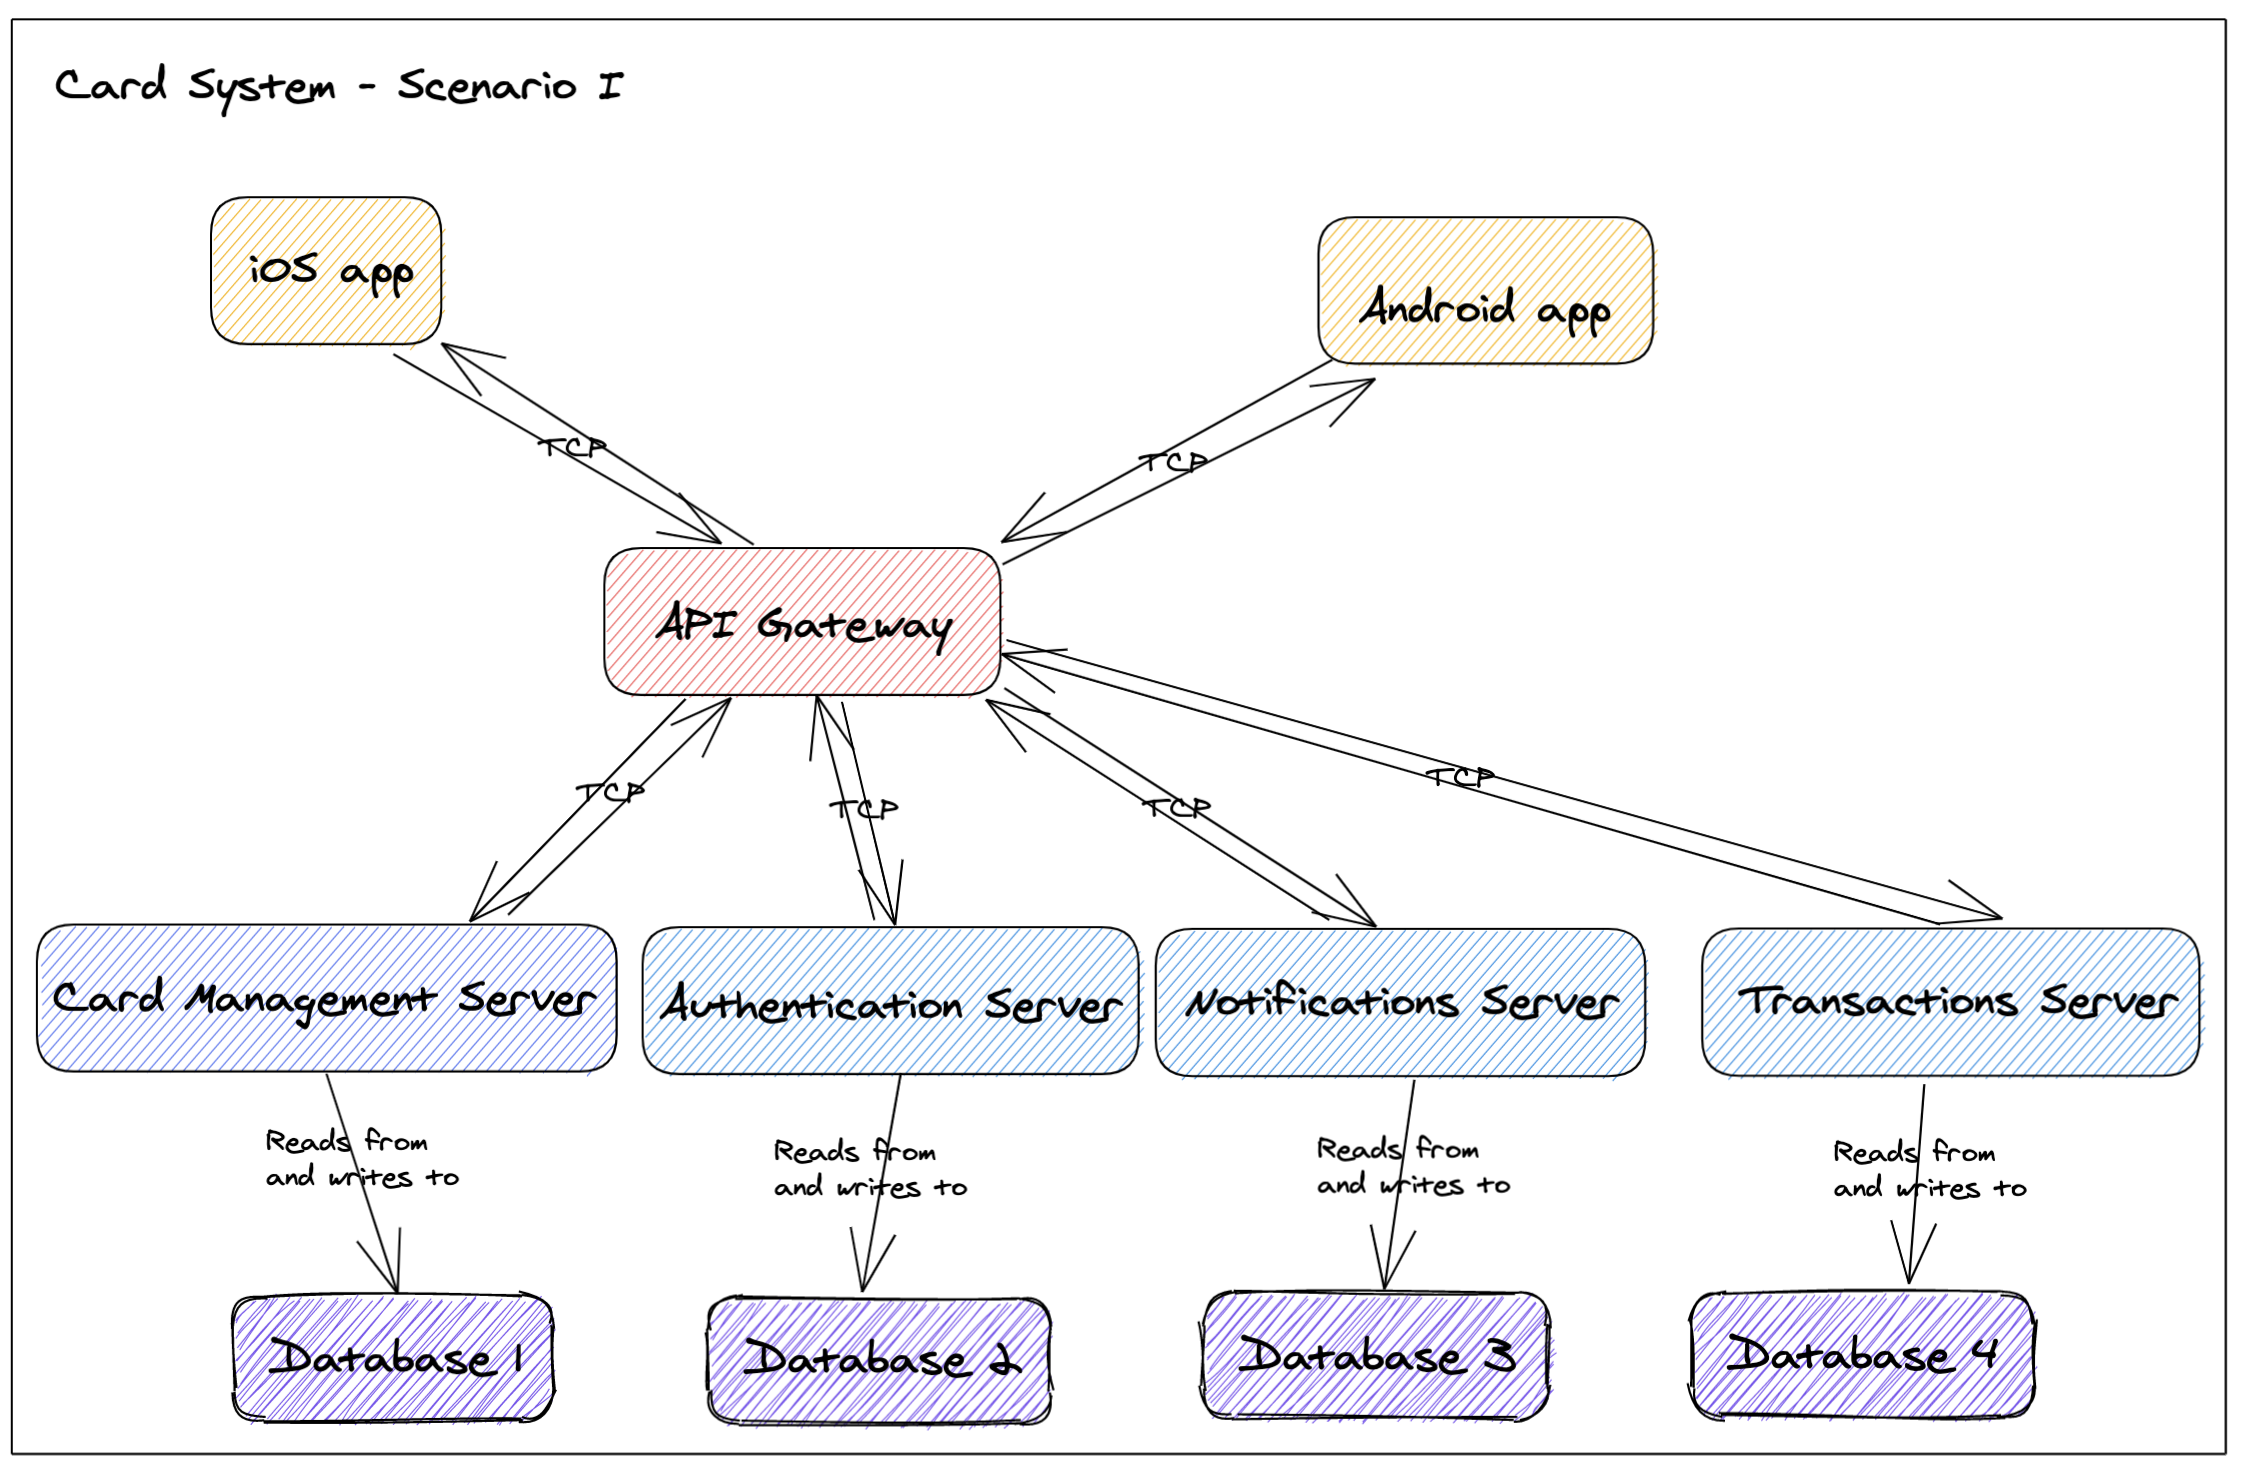 Card System - Scenario I
iOS app
Android app
TCP
TCP
API Gateway
TCP
TCP
TCP
TCP
Card Management Server
Authentication Server
Notifications Server
Transactions Server
Reads from
and writes to
Reads from
and writes to
Reads from
and writes to
Reads from
and writes to
Database 1
Database 2
Database 3
Database 4